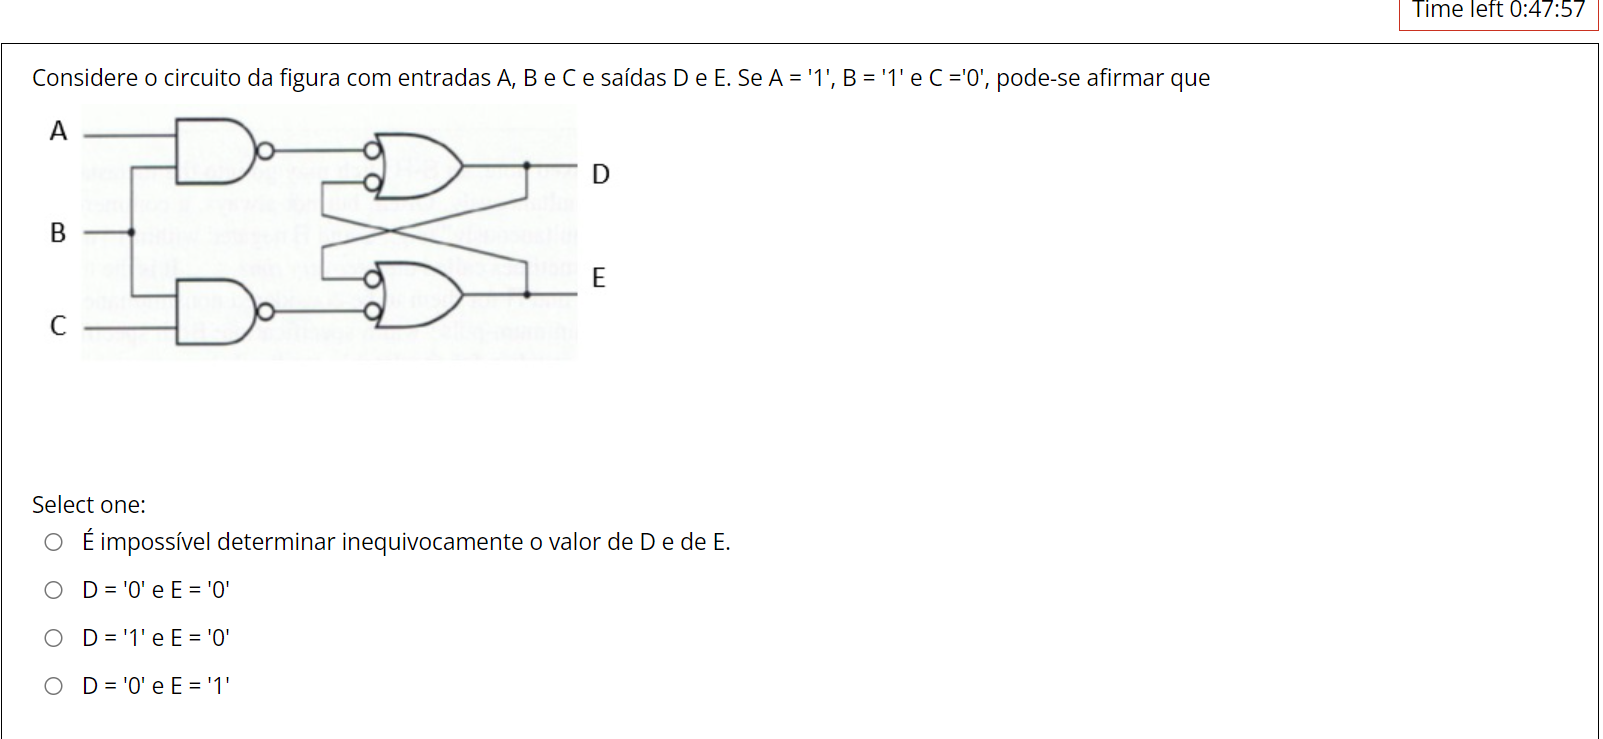 Time left 0:47:57
Considere o circuito da figura com entradas A, B e C e saídas D e E. Se A = '1', B = '1' e C ='0', pode-se afirmar que
A
D
B
E
C
Select one:
É impossível determinar inequivocamente o valor de D e de E.
D = '0' e E = '0'
D = '1' e E = '0'
D = '0' e E = '1'